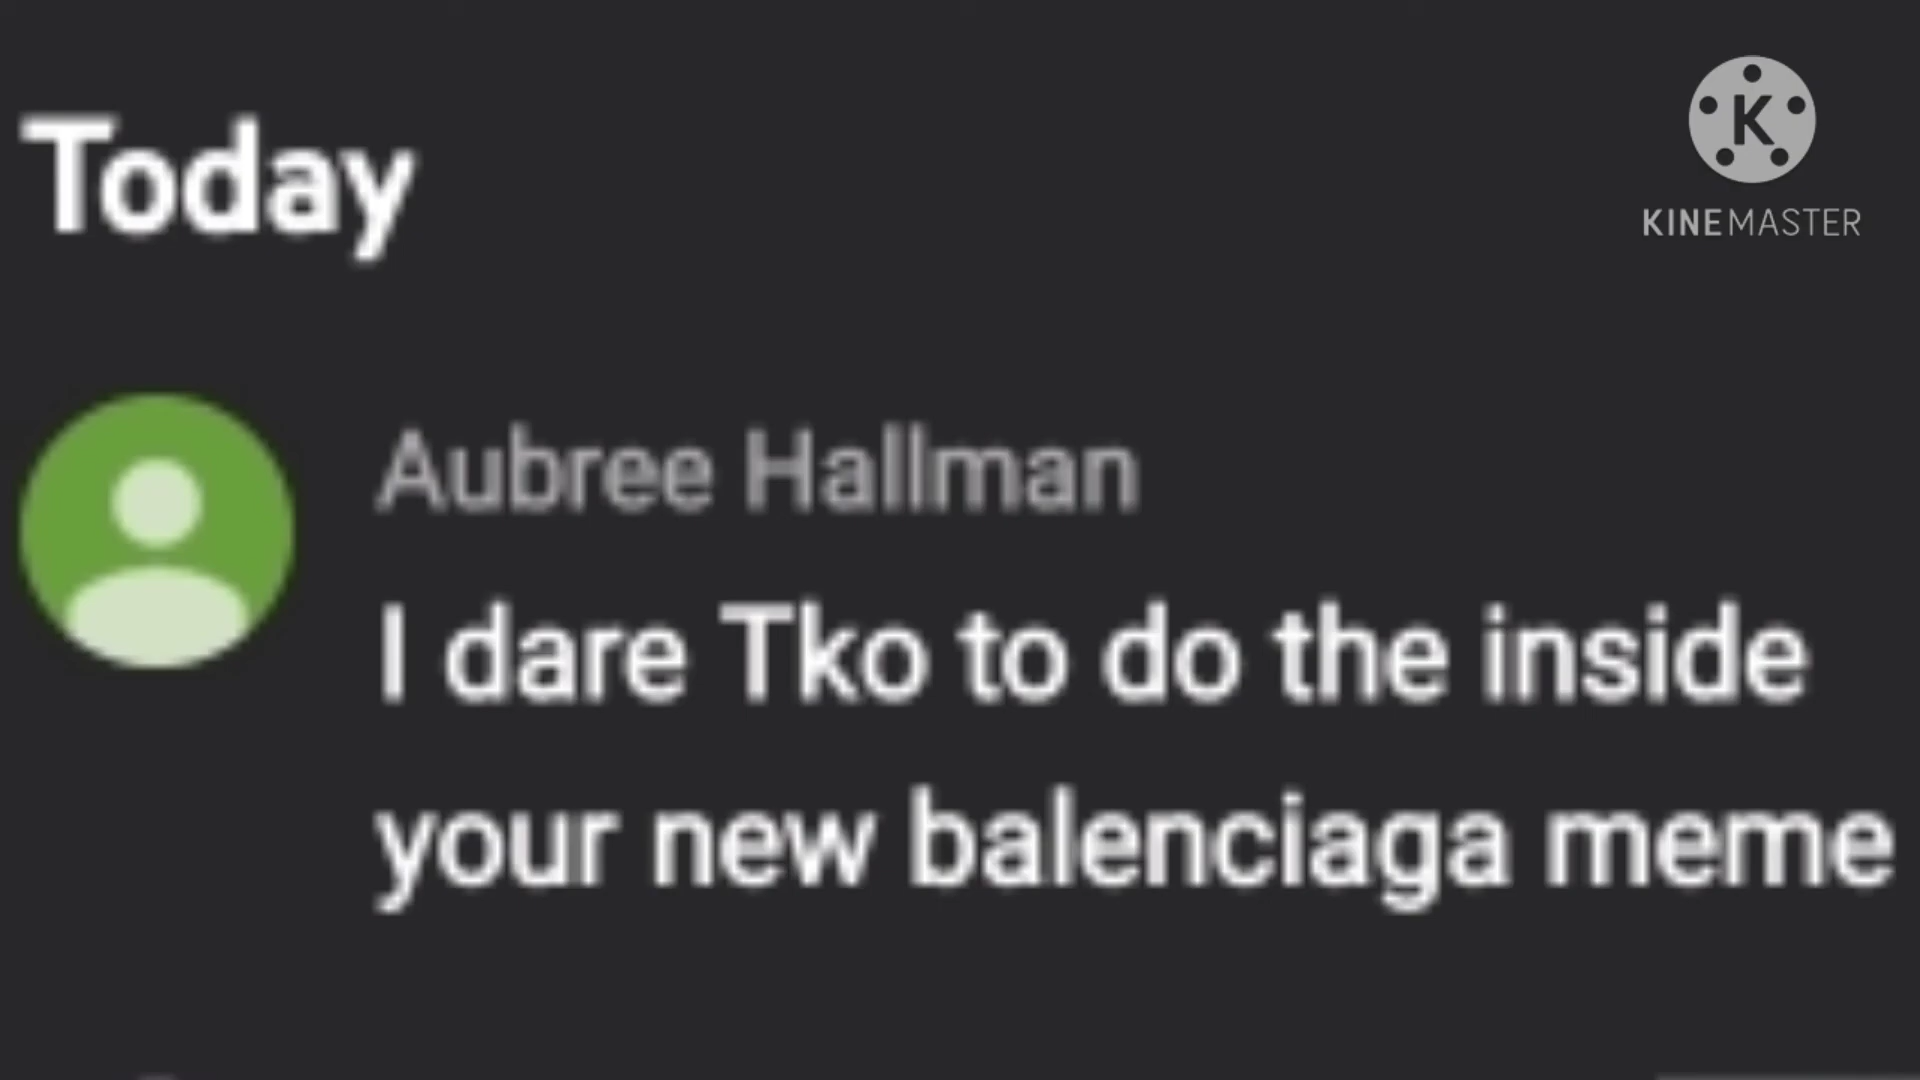 Today
K
KINEMASTER
Aubree Hallman
I dare Tko to do the inside
your new balenciaga meme